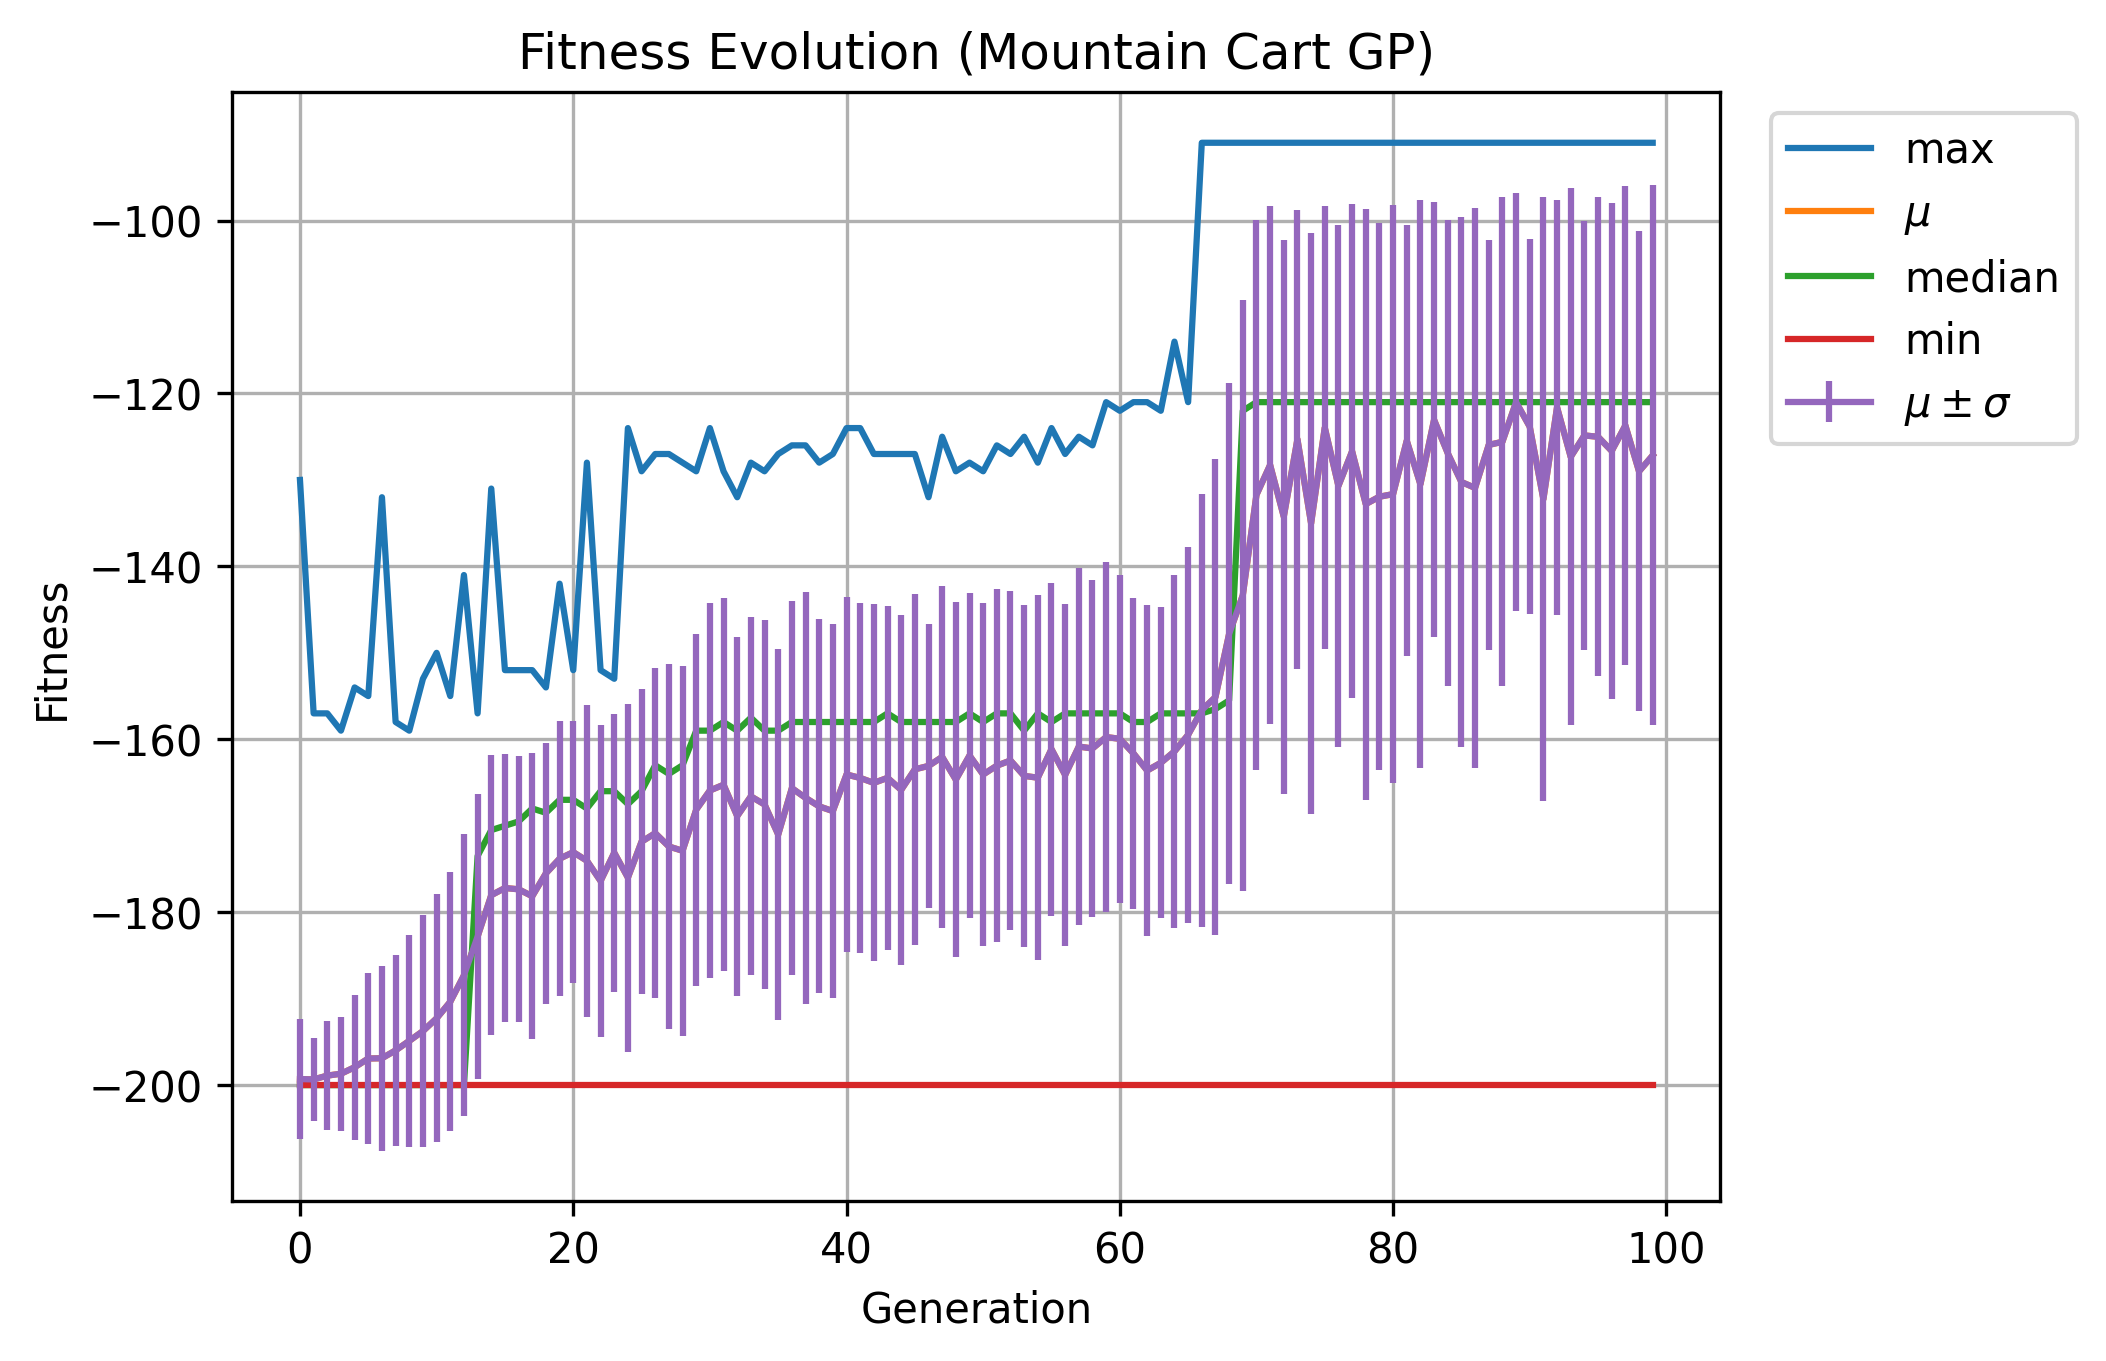 Fitness Evolution (Mountain Cart GP)
max
μ
median
min
μ ± σ
−100
−120
−140
−160
−180
−200
Fitness
0 20 40 60 80 100
Generation